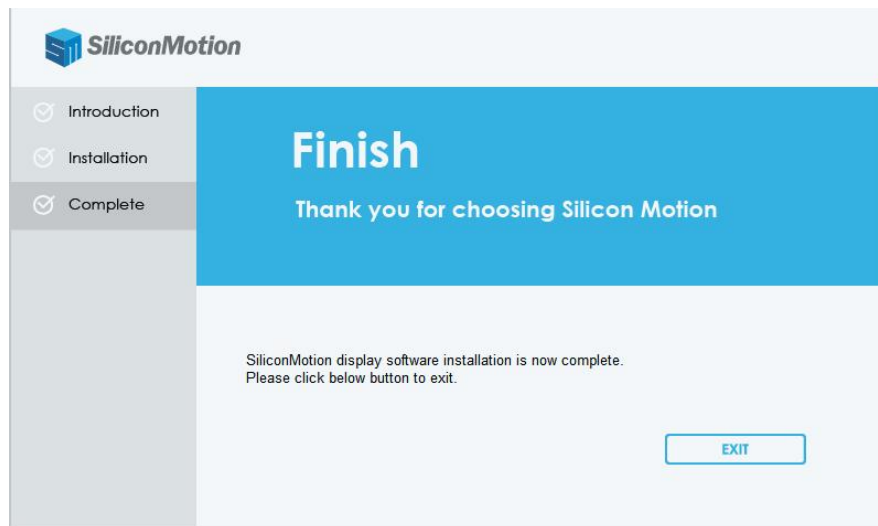 SiliconMotion
Introduction
Installation
Complete
Finish
Thank you for choosing Silicon Motion
SiliconMotion display software installation is now complete.
Please click below button to exit.
EXIT